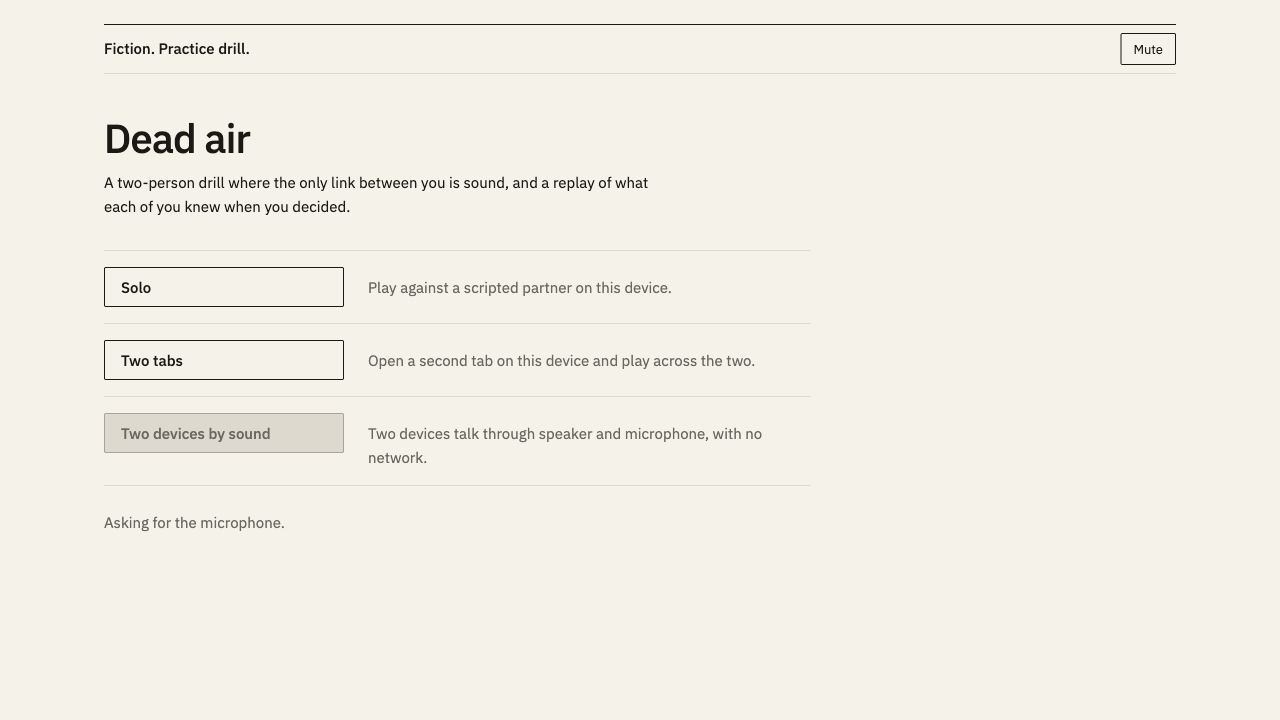 Fiction. Practice drill.
Mute
Dead air
A two-person drill where the only link between you is sound, and a replay of what
each of you knew when you decided.
Solo
Play against a scripted partner on this device.
Two tabs
Open a second tab on this device and play across the two.
Two devices by sound
Two devices talk through speaker and microphone, with no
network.
Asking for the microphone.